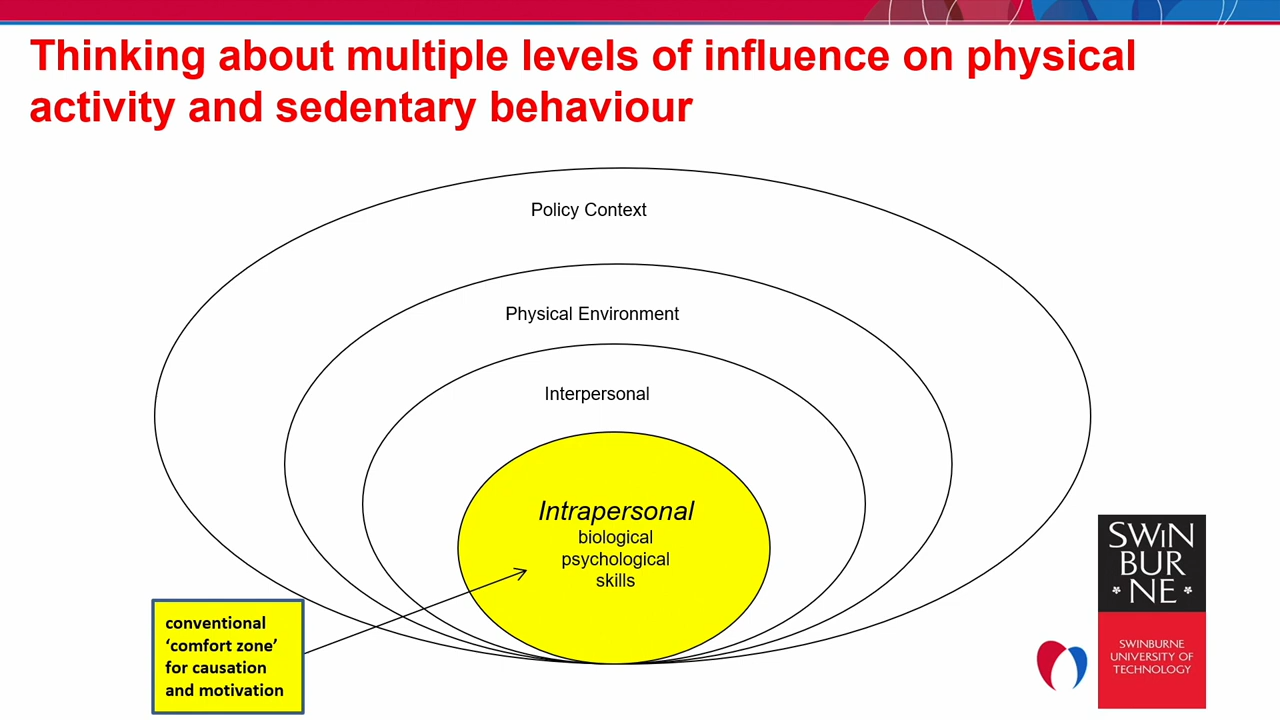 Thinking about multiple levels of influence on physical
activity and sedentary behaviour
Policy Context
Physical Environment
Interpersonal
Intrapersonal
biological
psychological
skills
conventional
‘comfort zone’
for causation
and motivation
SWiN
BUR
*NE*
SWINBURNE
UNIVERSITY OF
TECHNOLOGY